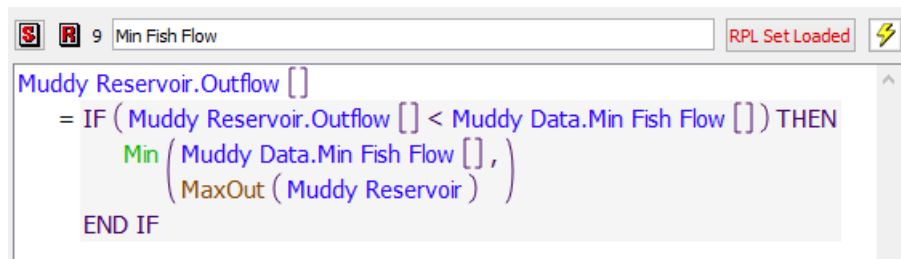 S R 9 Min Fish Flow RPL Set Loaded
Muddy Reservoir.Outflow []
= IF ( Muddy Reservoir.Outflow [] < Muddy Data.Min Fish Flow [] ) THEN
Min ( Muddy Data.Min Fish Flow [] ,
MaxOut ( Muddy Reservoir ) )
END IF